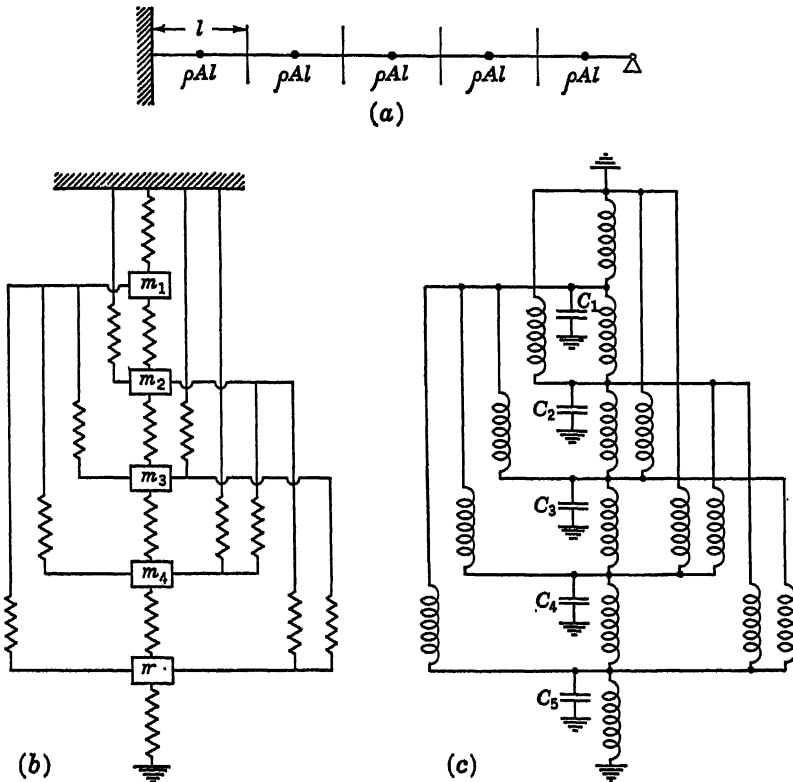 l
ρAl ρAl ρAl ρAl ρAl
(a)
m₁
m₂
m₃
m₄
C₁
C₂
C₃
C₄
C₅
(b)
(c)